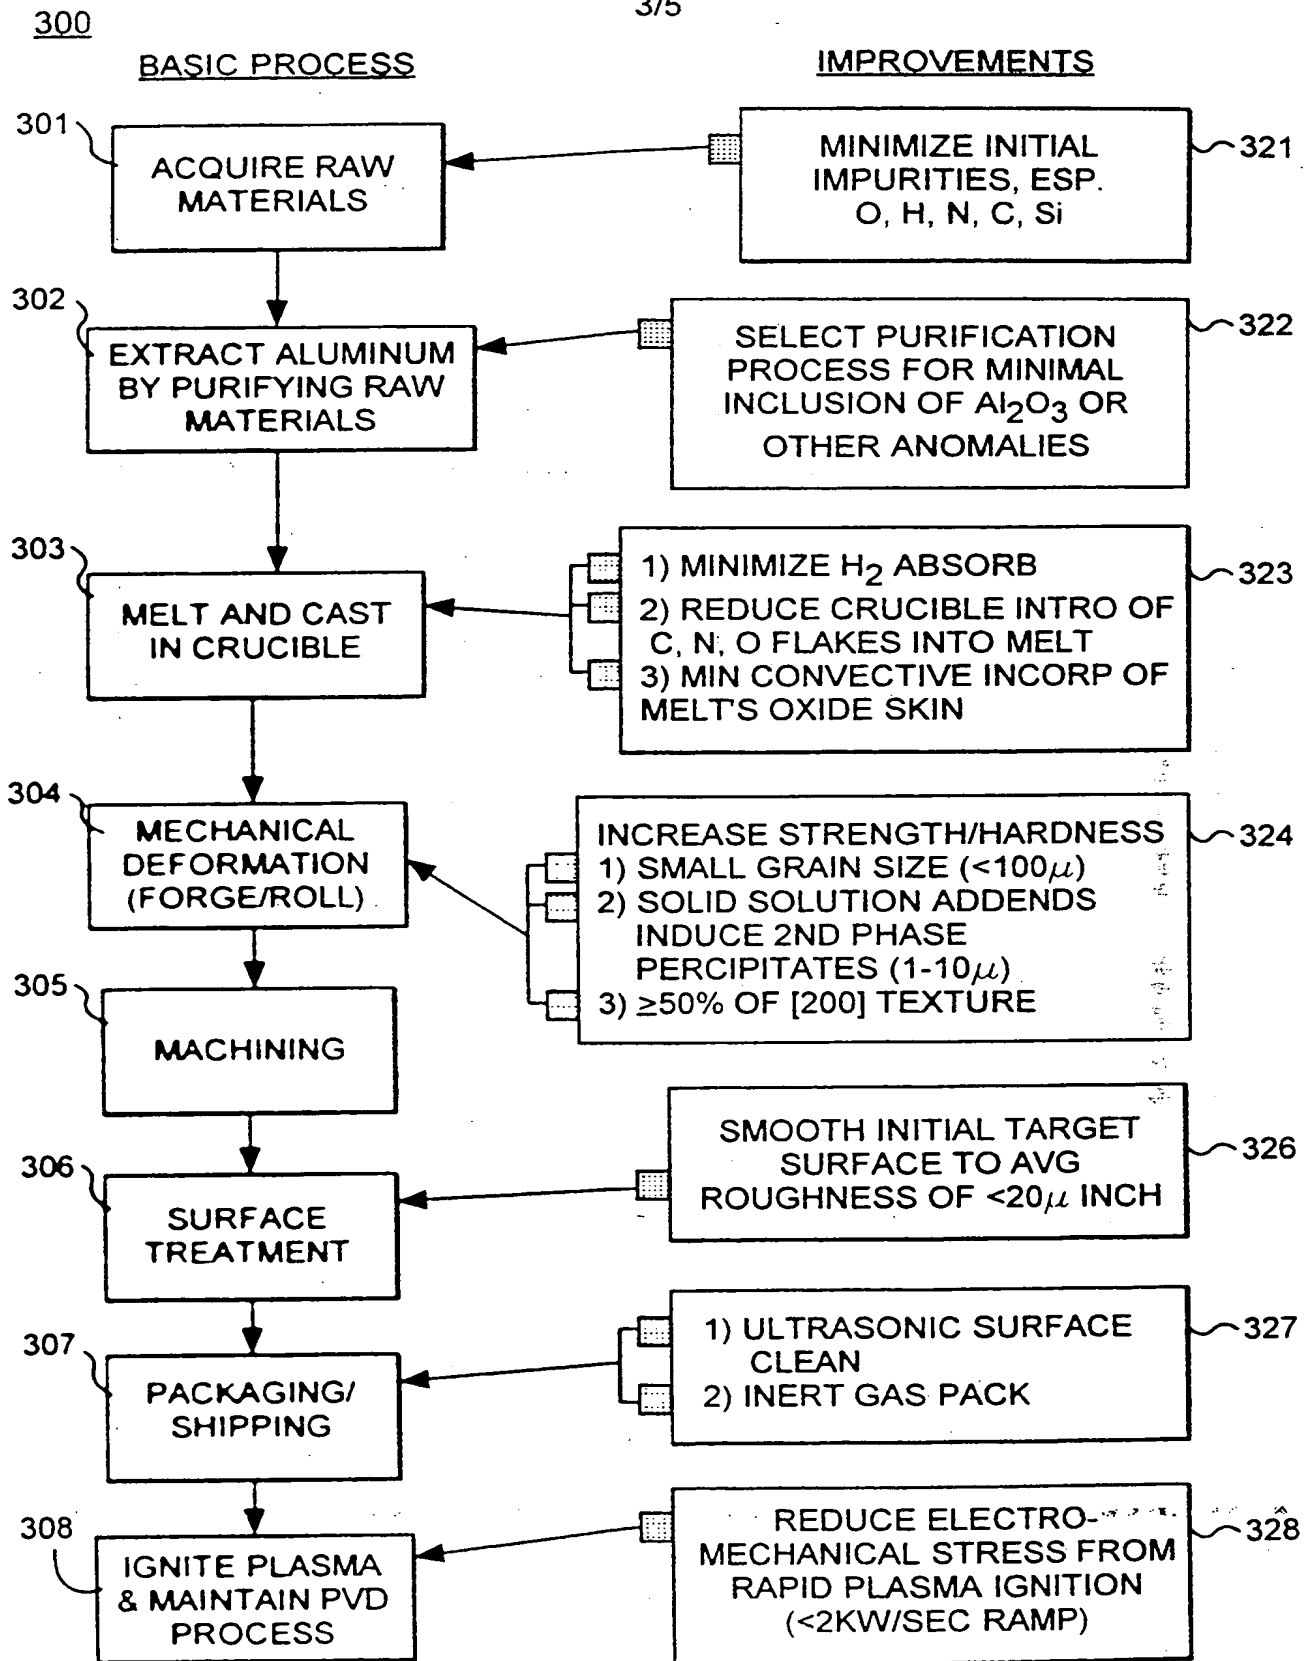 3/5
300
BASIC PROCESS
IMPROVEMENTS
301
ACQUIRE RAW
MATERIALS
MINIMIZE INITIAL
IMPURITIES, ESP.
O, H, N, C, Si
321
302
EXTRACT ALUMINUM
BY PURIFYING RAW
MATERIALS
SELECT PURIFICATION
PROCESS FOR MINIMAL
INCLUSION OF Al₂O₃ OR
OTHER ANOMALIES
322
303
MELT AND CAST
IN CRUCIBLE
1) MINIMIZE H₂ ABSORB
2) REDUCE CRUCIBLE INTRO OF
C, N, O FLAKES INTO MELT
3) MIN CONVECTIVE INCORP OF
MELT'S OXIDE SKIN
323
304
MECHANICAL
DEFORMATION
(FORGE/ROLL)
INCREASE STRENGTH/HARDNESS
1) SMALL GRAIN SIZE (<100μ)
2) SOLID SOLUTION ADDENDS
INDUCE 2ND PHASE
PERCIPITATES (1-10μ)
3) ≥50% OF [200] TEXTURE
324
305
MACHINING
306
SURFACE
TREATMENT
SMOOTH INITIAL TARGET
SURFACE TO AVG
ROUGHNESS OF <20μ INCH
326
307
PACKAGING/
SHIPPING
1) ULTRASONIC SURFACE
CLEAN
2) INERT GAS PACK
327
308
IGNITE PLASMA
& MAINTAIN PVD
PROCESS
REDUCE ELECTRO-
MECHANICAL STRESS FROM
RAPID PLASMA IGNITION
(<2KW/SEC RAMP)
328